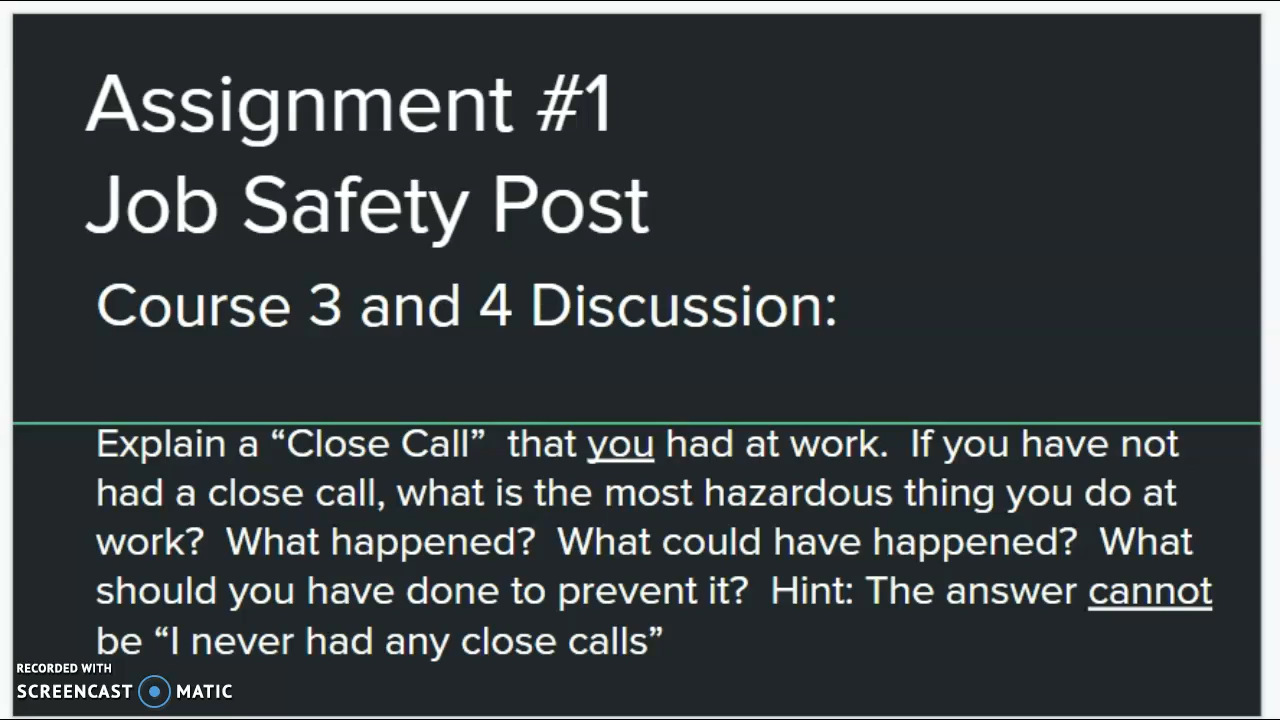 Assignment #1
Job Safety Post
Course 3 and 4 Discussion:
Explain a “Close Call”  that you had at work.  If you have not
had a close call, what is the most hazardous thing you do at
work?  What happened?  What could have happened?  What
should you have done to prevent it?  Hint: The answer cannot
be “I never had any close calls”
RECORDED WITH
SCREENCAST MATIC